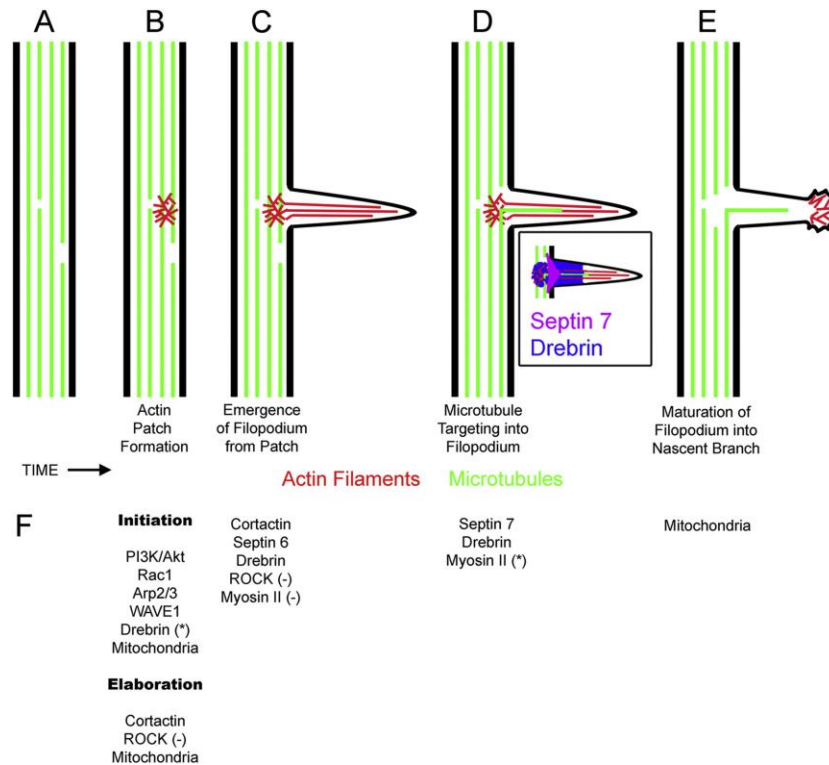 A
B
C
D
E
Septin 7
Drebrin
Actin
Patch
Formation
Emergence
of Filopodium
from Patch
Microtubule
Targeting into
Filopodium
Maturation of
Filopodium into
Nascent Branch
TIME
Actin Filaments
Microtubules
F
Initiation
PI3K/Akt
Rac1
Arp2/3
WAVE1
Drebrin (*)
Mitochondria
Elaboration
Cortactin
ROCK (-)
Mitochondria
Cortactin
Septin 6
Drebrin
ROCK (-)
Myosin II (-)
Septin 7
Drebrin
Myosin II (*)
Mitochondria